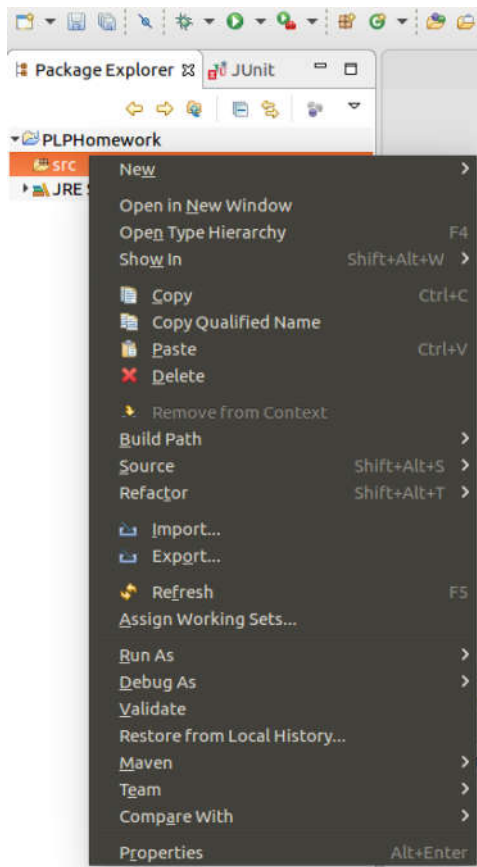 Package Explorer JUnit
PLPHomework
src
JRE S
New
Open in New Window
Open Type Hierarchy F4
Show In Shift+Alt+W
Copy Ctrl+C
Copy Qualified Name
Paste Ctrl+V
Delete
Remove from Context
Build Path
Source Shift+Alt+S
Refactor Shift+Alt+T
Import...
Export...
Refresh F5
Assign Working Sets...
Run As
Debug As
Validate
Restore from Local History...
Maven
Team
Compare With
Properties Alt+Enter